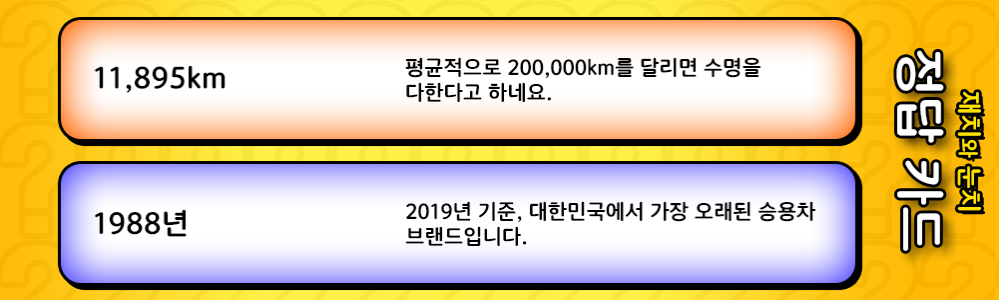 11,895km
평균적으로 200,000km를 달리면 수명을
다한다고 하네요.
1988년
2019년 기준, 대한민국에서 가장 오래된 승용차
브랜드입니다.
재치와 눈치
정답 카드